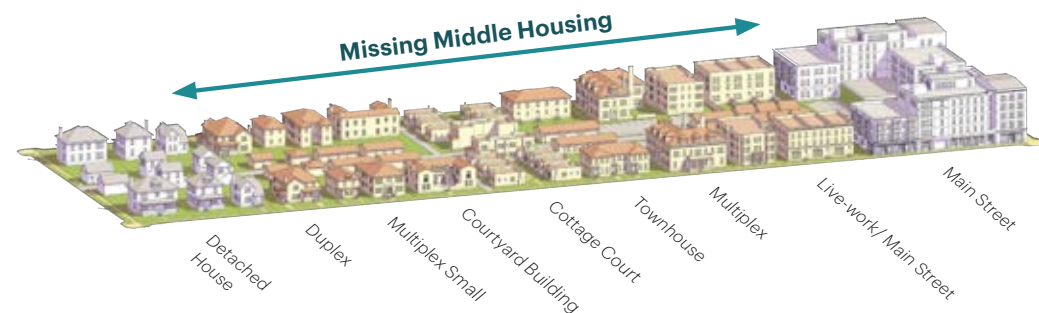 Missing Middle Housing
Detached
House
Duplex
Multiplex Small
Courtyard Building
Cottage Court
Townhouse
Multiplex
Live-work/ Main Street
Main Street